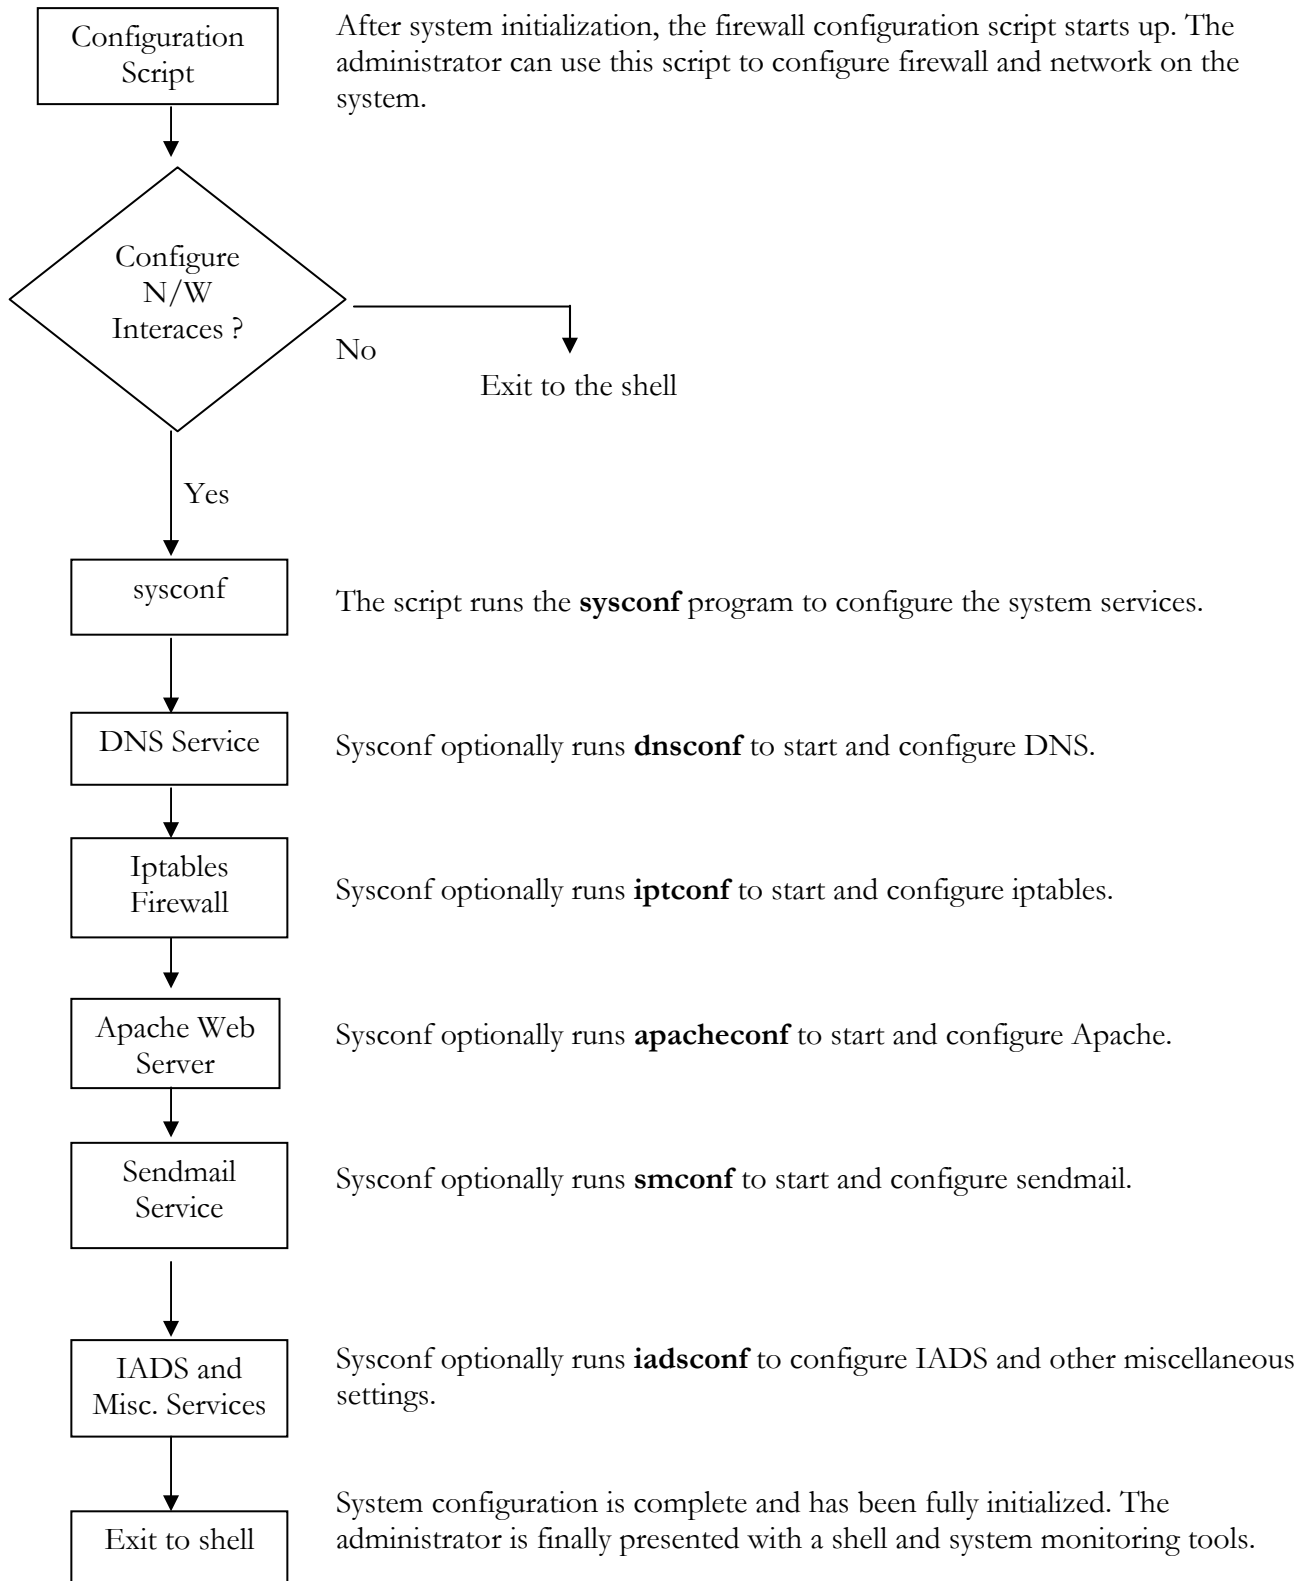 Configuration
Script
After system initialization, the firewall configuration script starts up. The
administrator can use this script to configure firewall and network on the
system.
Configure
N/W
Interaces ?
No
Exit to the shell
Yes
sysconf
The script runs the sysconf program to configure the system services.
DNS Service
Sysconf optionally runs dnsconf to start and configure DNS.
Iptables
Firewall
Sysconf optionally runs iptconf to start and configure iptables.
Apache Web
Server
Sysconf optionally runs apacheconf to start and configure Apache.
Sendmail
Service
Sysconf optionally runs smconf to start and configure sendmail.
IADS and
Misc. Services
Sysconf optionally runs iadsconf to configure IADS and other miscellaneous
settings.
Exit to shell
System configuration is complete and has been fully initialized. The
administrator is finally presented with a shell and system monitoring tools.